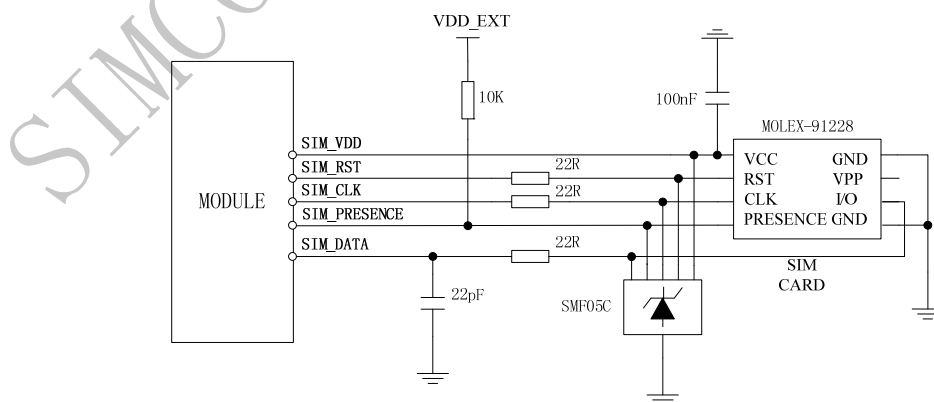 SIMCO
VDD_EXT
10K
100nF
MOLEX-91228
MODULE
SIM_VDD
SIM_RST
SIM_CLK
SIM_PRESENCE
SIM_DATA
22R
22R
22R
VCC GND
RST VPP
CLK I/O
PRESENCE GND
SIM
CARD
22pF
SMF05C